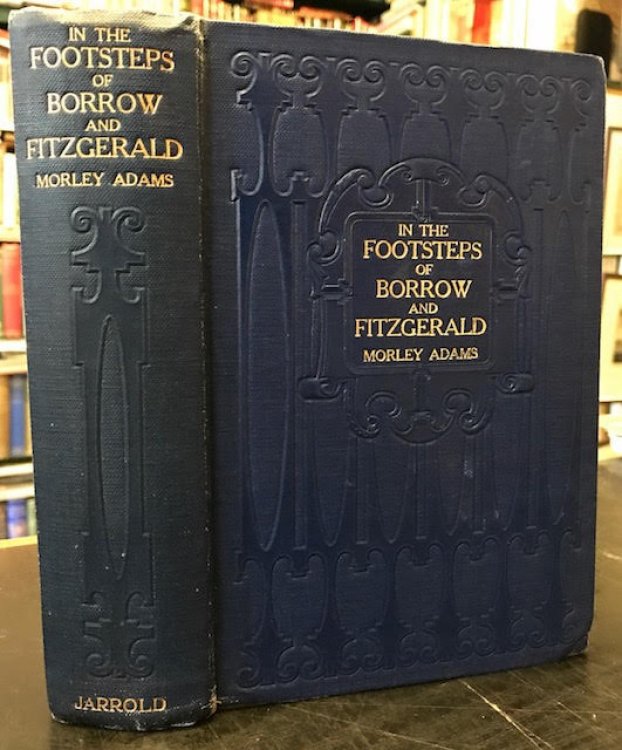 IN THE
FOOTSTEPS
OF
BORROW
AND
FITZGERALD
MORLEY ADAMS
JARROLD
IN THE
FOOTSTEPS
OF
BORROW
AND
FITZGERALD
MORLEY ADAMS